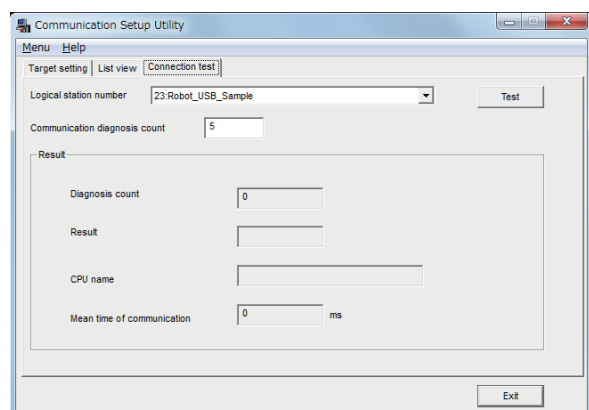 Communication Setup Utility
Menu Help
Target setting List view Connection test
Logical station number 23:Robot_USB_Sample Test
Communication diagnosis count 5
Result
Diagnosis count 0
Result
CPU name
Mean time of communication 0 ms
Exit